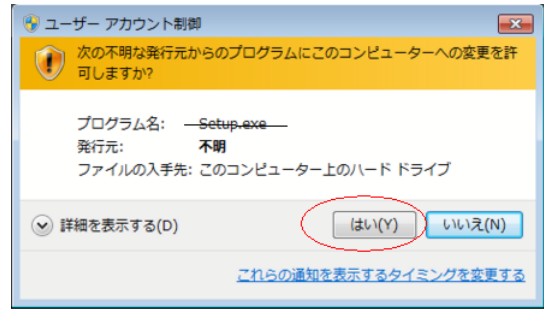 ユーザー アカウント制御
次の不明な発行元からのプログラムにこのコンピューターへの変更を許
可しますか?
プログラム名: Setup.exe
発行元: 不明
ファイルの入手先: このコンピューター上のハード ドライブ
詳細を表示する(D)
はい(Y)
いいえ(N)
これらの通知を表示するタイミングを変更する